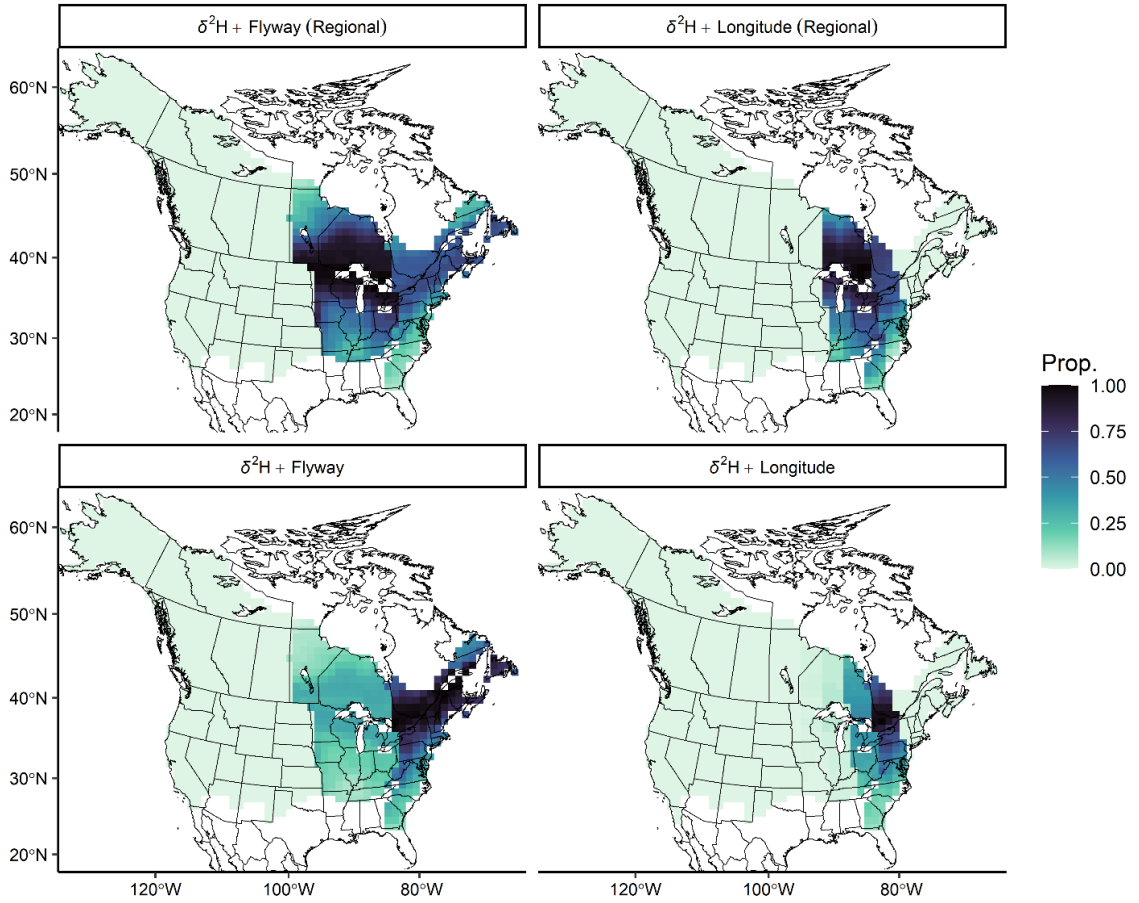 δ²H + Flyway (Regional)
δ²H + Longitude (Regional)
60°N
50°N
40°N
30°N
20°N
Prop.
1.00
0.75
0.50
0.25
0.00
δ²H + Flyway
δ²H + Longitude
60°N
50°N
40°N
30°N
20°N
120°W
100°W
80°W
120°W
100°W
80°W